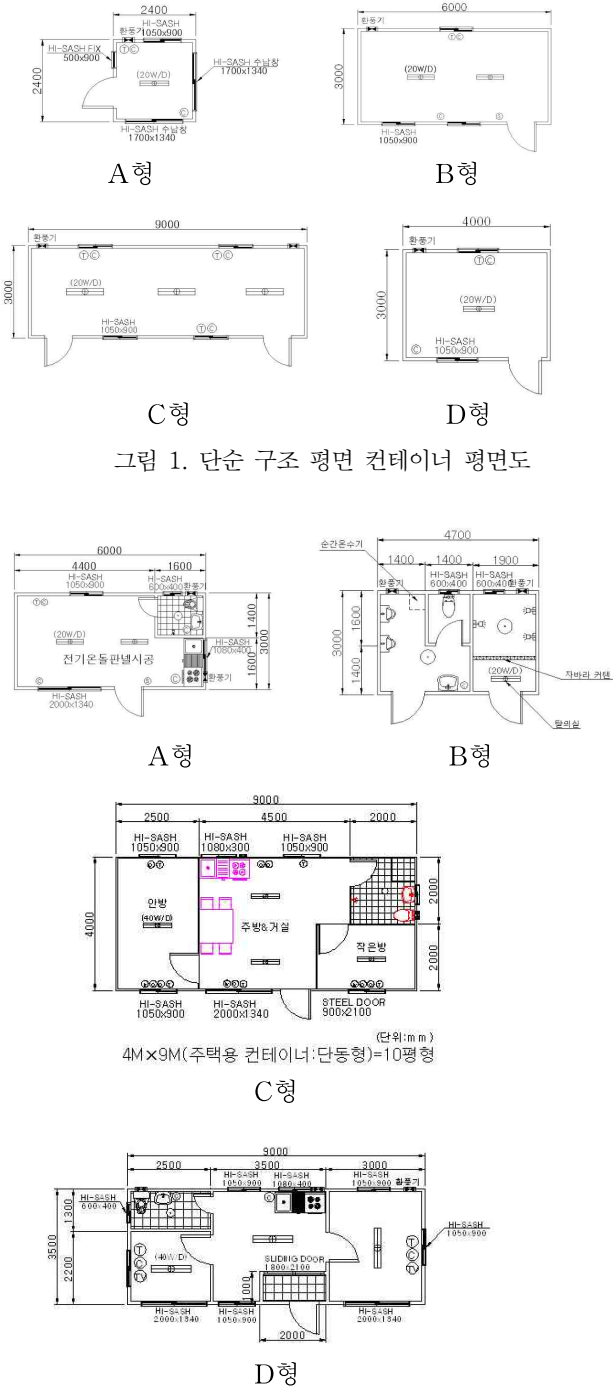 2400
HI-SASH
1050x900
환풍기
HI-SASH FIX
500x900
T C
(20W/D)
2400
HI-SASH 수납창
1700x1340
C
HI-SASH 수납창
1700x1340
A형
6000
환풍기
T C
3000
(20W/D)
HI-SASH
1050x900
B형
9000
환풍기
T C
T C
3000
(20W/D)
HI-SASH
1050x900
T C
C형
4000
환풍기
T C
3000
(20W/D)
C
HI-SASH
1050x900
D형
그림 1. 단순 구조 평면 컨테이너 평면도
6000
4400
1600
HI-SASH
1050x900
HI-SASH
600x400
환풍기
T C
(20W/D)
전기온돌판넬시공
1400
1600
3000
HI-SASH
1080x400
환풍기
HI-SASH
2000x1340
A형
순간온수기
4700
1400
1400
1900
환풍기
HI-SASH
600x400
HI-SASH
600x400
환풍기
3000
1600
1400
자바라 커텐
(20W/D)
탈의실
B형
9000
2500
4500
2000
HI-SASH
1050x900
HI-SASH
1080x300
HI-SASH
1050x900
4000
안방
(40W/D)
주방&거실
작은방
2000
2000
HI-SASH
1050x900
HI-SASH
2000x1340
STEEL DOOR
900x2100
(단위:mm)
4M×9M(주택용 컨테이너:단동형)=10평형
C형
9000
2500
3500
3000
HI-SASH
1050x900
HI-SASH
1080x400
HI-SASH
1050x900
환풍기
HI-SASH
600x400
3500
1300
2200
(40W/D)
SLIDING DOOR
1800x2100
1000
HI-SASH
1050x900
HI-SASH
2000x1340
HI-SASH
1050x900
2000
HI-SASH
2000x1340
D형